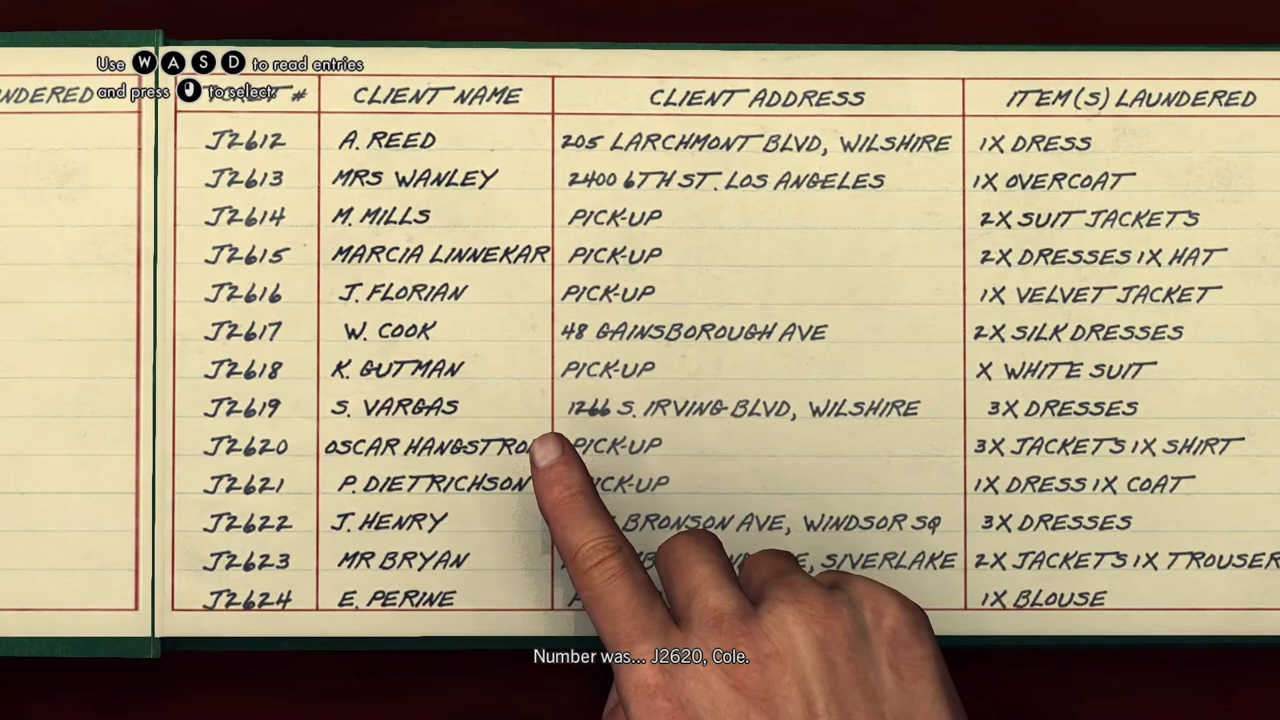 Use W A S D to read entries
and press to select.
NDERED # CLIENT NAME CLIENT ADDRESS ITEM(S) LAUNDERED
J2612 A. REED 205 LARCHMONT BLVD, WILSHIRE 1X DRESS
J2613 MRS WANLEY 2400 6TH ST. LOS ANGELES 1X OVERCOAT
J2614 M. MILLS PICK-UP 2X SUIT JACKETS
J2615 MARCIA LINNEKAR PICK-UP 2X DRESSES 1X HAT
J2616 J. FLORIAN PICK-UP 1X VELVET JACKET
J2617 W. COOK 48 GAINSBOROUGH AVE 2X SILK DRESSES
J2618 K. GUTMAN PICK-UP X WHITE SUIT
J2619 S. VARGAS 1266 S. IRVING BLVD, WILSHIRE 3X DRESSES
J2620 OSCAR HANGSTRO PICK-UP 3X JACKETS 1X SHIRT
J2621 P. DIETRICHSON ICK-UP 1X DRESS 1X COAT
J2622 J. HENRY BRONSON AVE, WINDSOR SQ 3X DRESSES
J2623 MR BRYAN E, SIVERLAKE 2X JACKETS 1X TROUSER
J2624 E. PERINE 1X BLOUSE
Number was... J2620, Cole.